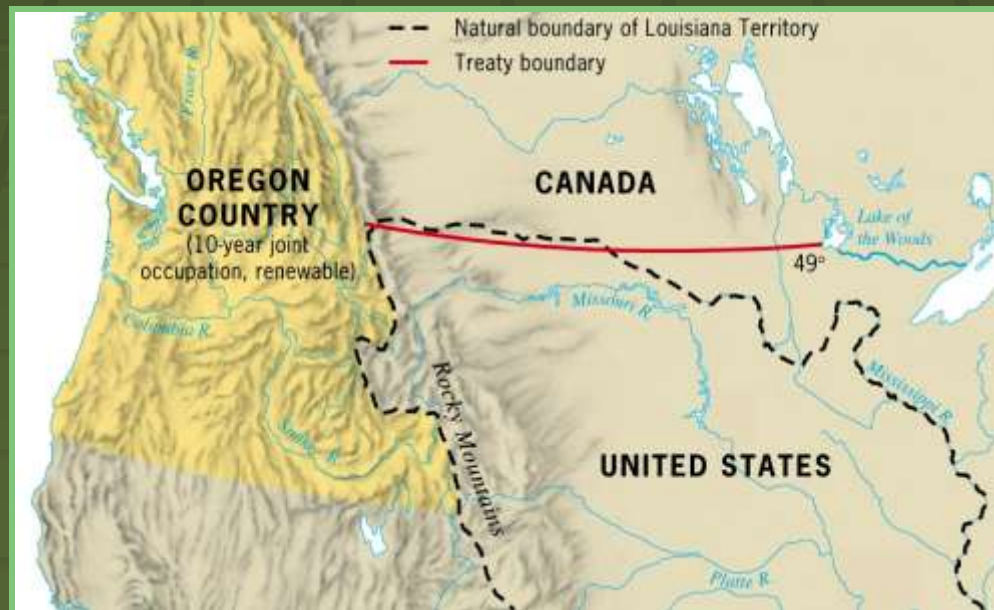 Natural boundary of Louisiana Territory
Treaty boundary
Fraser R.
OREGON
COUNTRY
(10-year joint
occupation, renewable)
CANADA
Lake of
the Woods
49°
Missouri R.
Columbia R.
Rocky Mountains
Mississippi R.
Snake R.
UNITED STATES
Platte R.